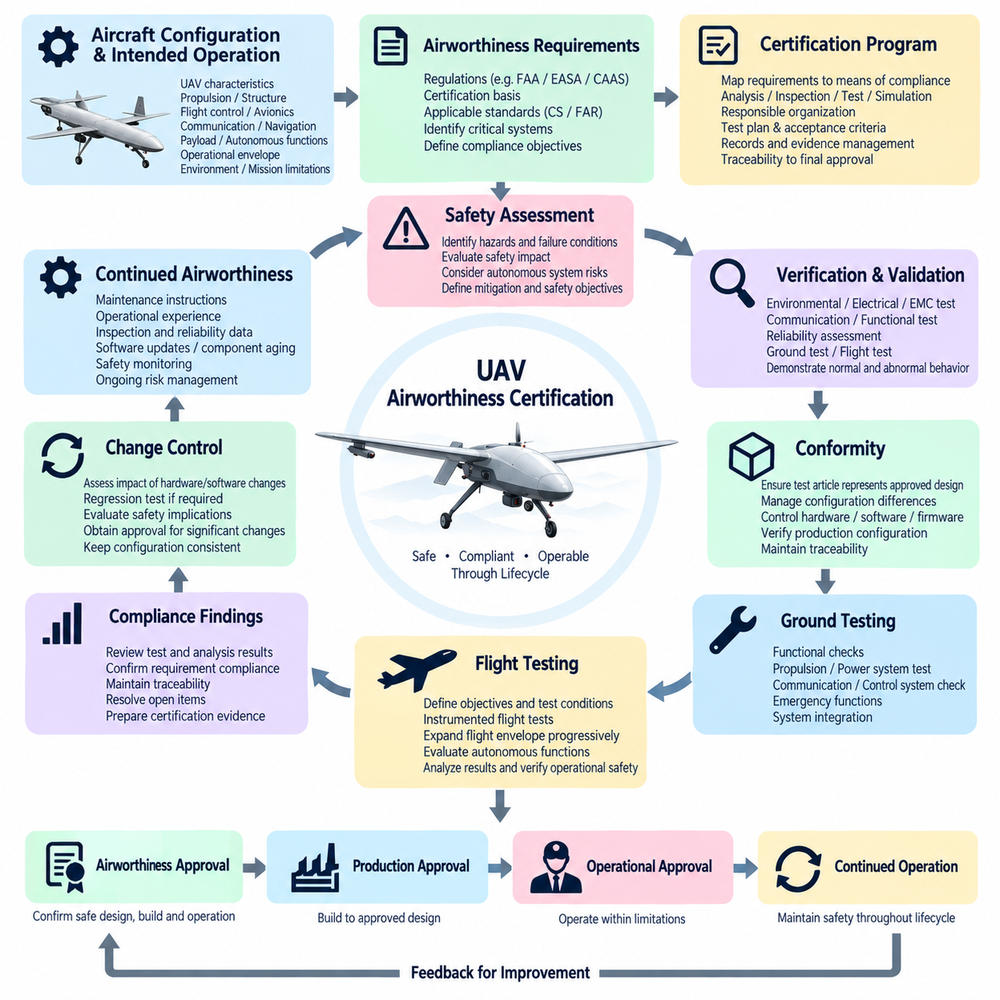 Aircraft Configuration
& Intended Operation
UAV characteristics
Propulsion / Structure
Flight control / Avionics
Communication / Navigation
Payload / Autonomous functions
Operational envelope
Environment / Mission limitations
Airworthiness Requirements
Regulations (e.g. FAA / EASA / CAAS)
Certification basis
Applicable standards (CS / FAR)
Identify critical systems
Define compliance objectives
Certification Program
Map requirements to means of compliance
Analysis / Inspection / Test / Simulation
Responsible organization
Test plan & acceptance criteria
Records and evidence management
Traceability to final approval
Safety Assessment
Identify hazards and failure conditions
Evaluate safety impact
Consider autonomous system risks
Define mitigation and safety objectives
Continued Airworthiness
Maintenance instructions
Operational experience
Inspection and reliability data
Software updates / component aging
Safety monitoring
Ongoing risk management
Verification & Validation
Environmental / Electrical / EMC test
Communication / Functional test
Reliability assessment
Ground test / Flight test
Demonstrate normal and abnormal behavior
UAV
Airworthiness Certification
Safe • Compliant • Operable
Through Lifecycle
Change Control
Assess impact of hardware/software changes
Regression test if required
Evaluate safety implications
Obtain approval for significant changes
Keep configuration consistent
Conformity
Ensure test article represents approved design
Manage configuration differences
Control hardware / software / firmware
Verify production configuration
Maintain traceability
Compliance Findings
Review test and analysis results
Confirm requirement compliance
Maintain traceability
Resolve open items
Prepare certification evidence
Flight Testing
Define objectives and test conditions
Instrumented flight tests
Expand flight envelope progressively
Evaluate autonomous functions
Analyze results and verify operational safety
Ground Testing
Functional checks
Propulsion / Power system test
Communication / Control system check
Emergency functions
System integration
Airworthiness Approval
Confirm safe design, build and operation
Production Approval
Build to approved design
Operational Approval
Operate within limitations
Continued Operation
Maintain safety throughout lifecycle
Feedback for Improvement